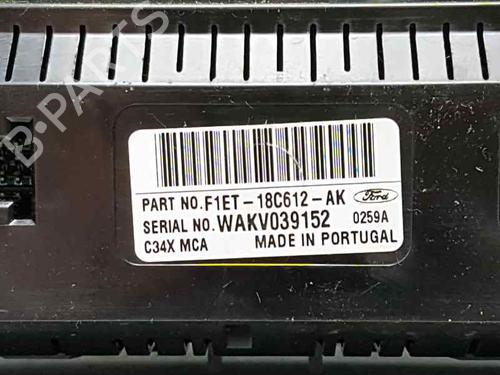 PART NO.F1ET-18C612-AK Ford
SERIAL NO.WAKV039152 0259A
C34X MCA MADE IN PORTUGAL
B-PARTS